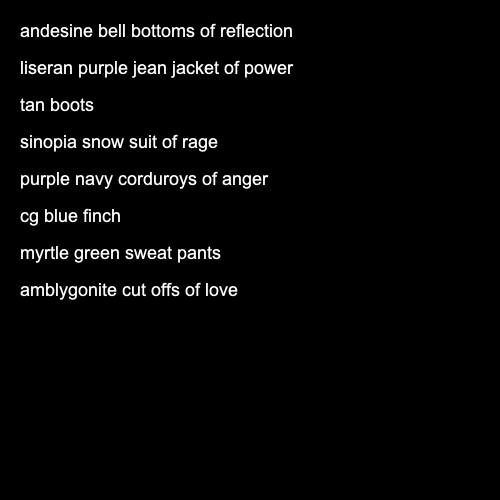 andesine bell bottoms of reflection
liseran purple jean jacket of power
tan boots
sinopia snow suit of rage
purple navy corduroys of anger
cg blue finch
myrtle green sweat pants
amblygonite cut offs of love